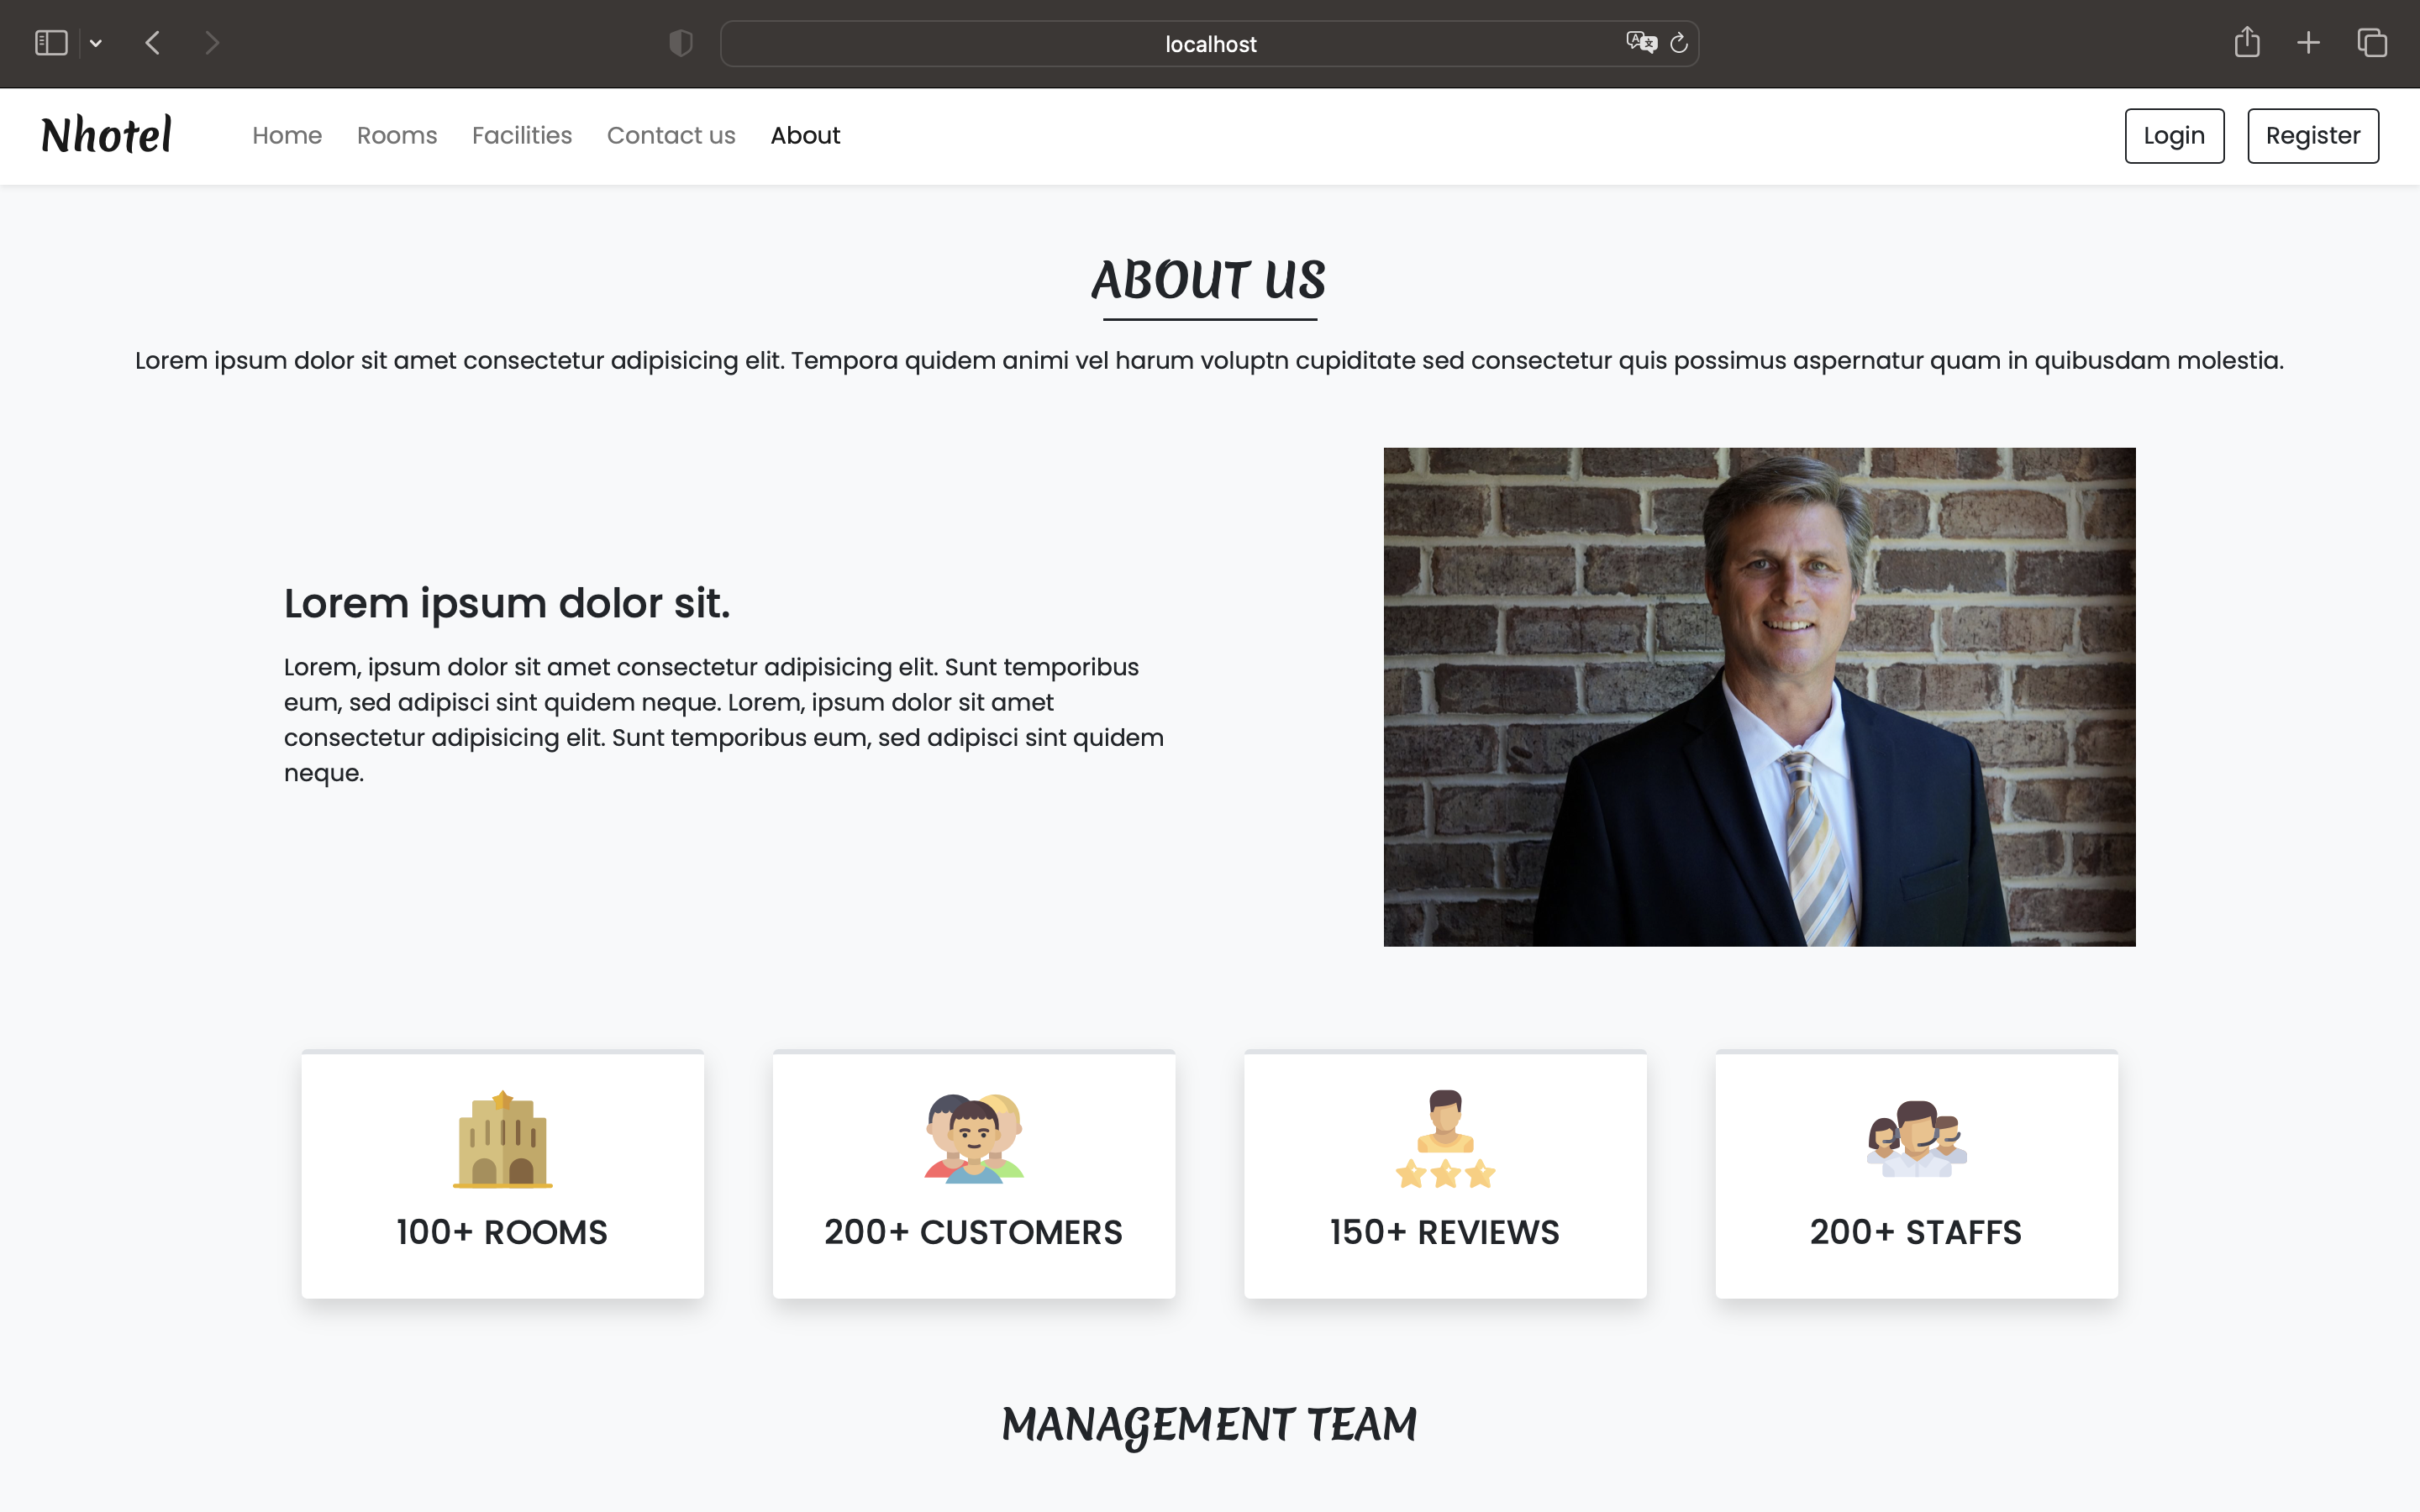 localhost
Nhotel
Home Rooms Facilities Contact us About
Login Register
ABOUT US
Lorem ipsum dolor sit amet consectetur adipisicing elit. Tempora quidem animi vel harum voluptn cupiditate sed consectetur quis possimus aspernatur quam in quibusdam molestia.
Lorem ipsum dolor sit.
Lorem, ipsum dolor sit amet consectetur adipisicing elit. Sunt temporibus
eum, sed adipisci sint quidem neque. Lorem, ipsum dolor sit amet
consectetur adipisicing elit. Sunt temporibus eum, sed adipisci sint quidem
neque.
100+ ROOMS
200+ CUSTOMERS
150+ REVIEWS
200+ STAFFS
MANAGEMENT TEAM